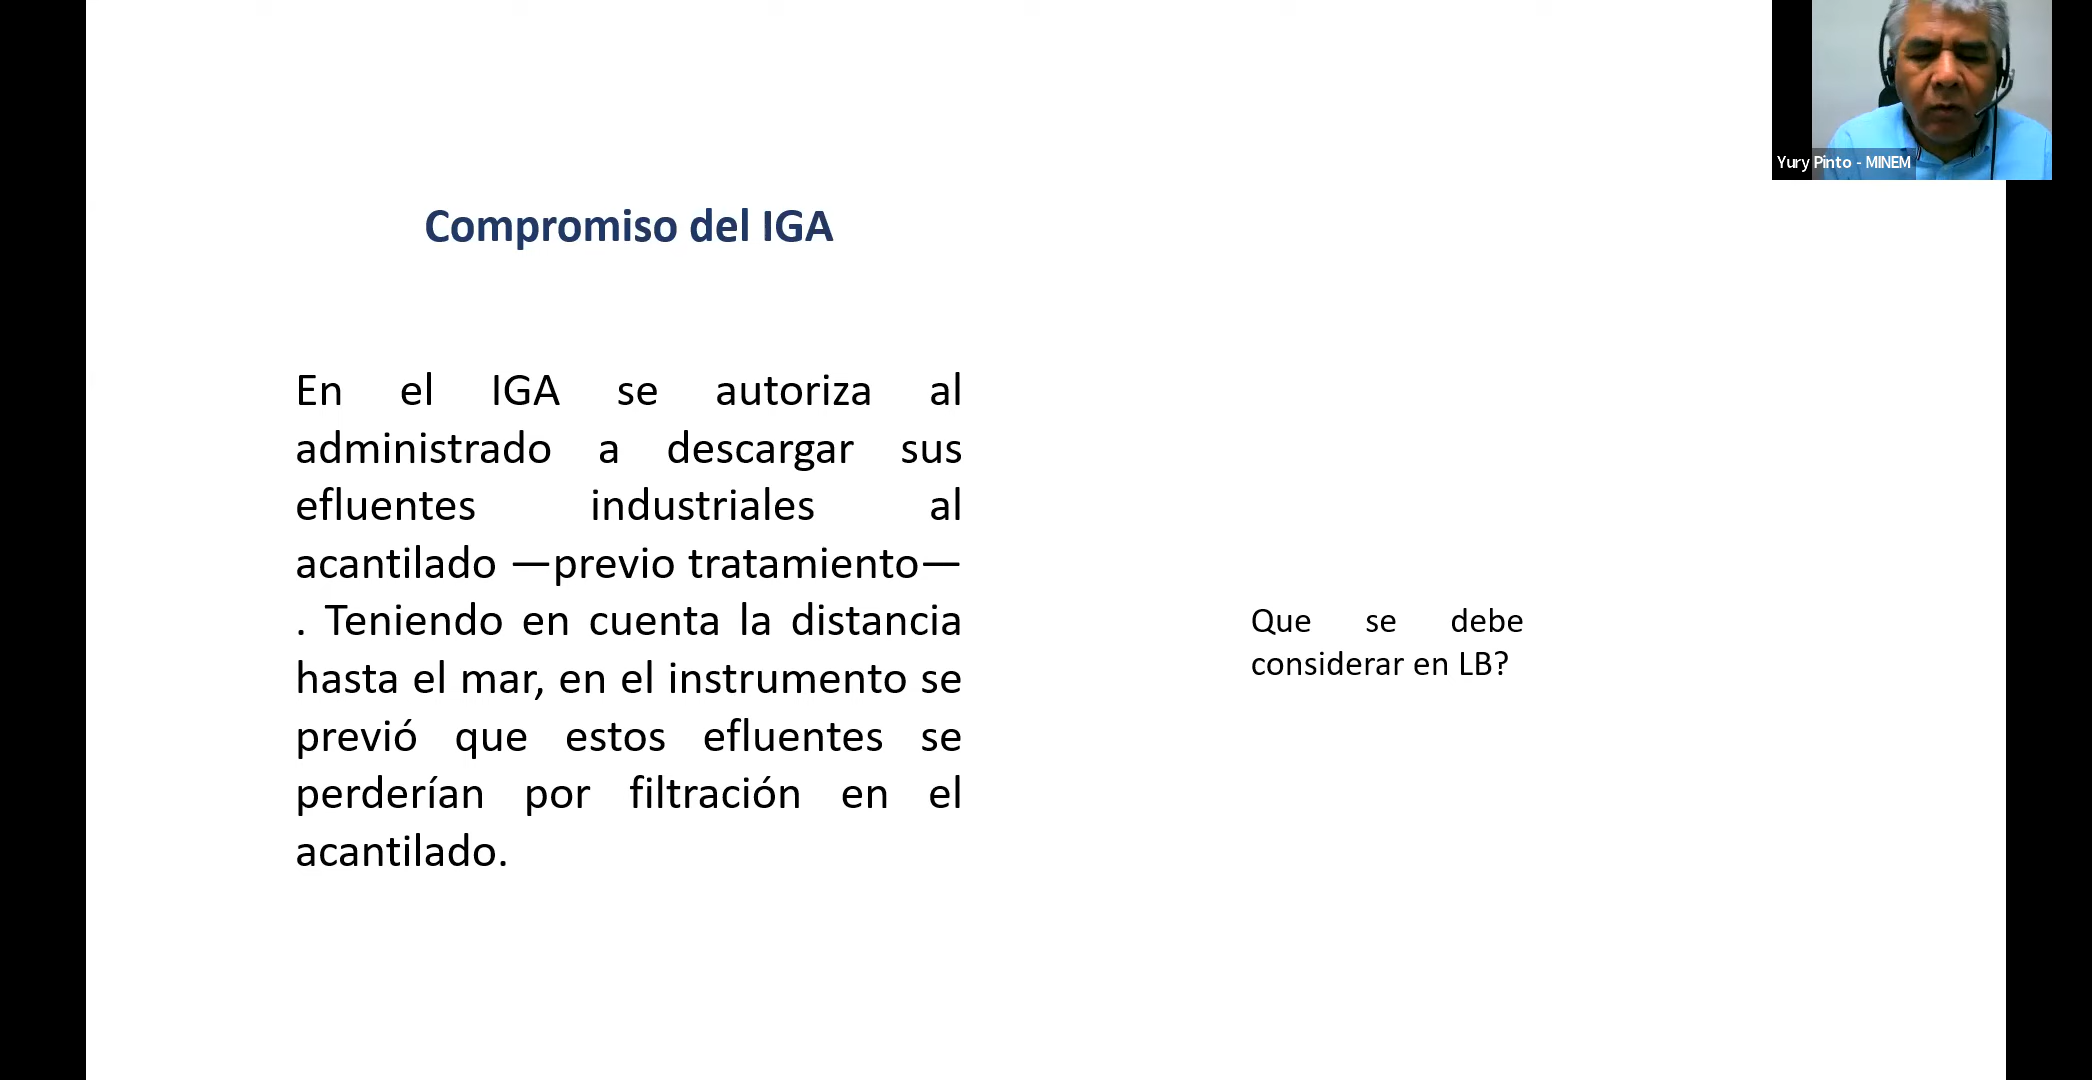 Yury Pinto - MINEM
Compromiso del IGA
En el IGA se autoriza al
administrado a descargar sus
efluentes industriales al
acantilado —previo tratamiento—
. Teniendo en cuenta la distancia
hasta el mar, en el instrumento se
previó que estos efluentes se
perderían por filtración en el
acantilado.
Que se debe
considerar en LB?